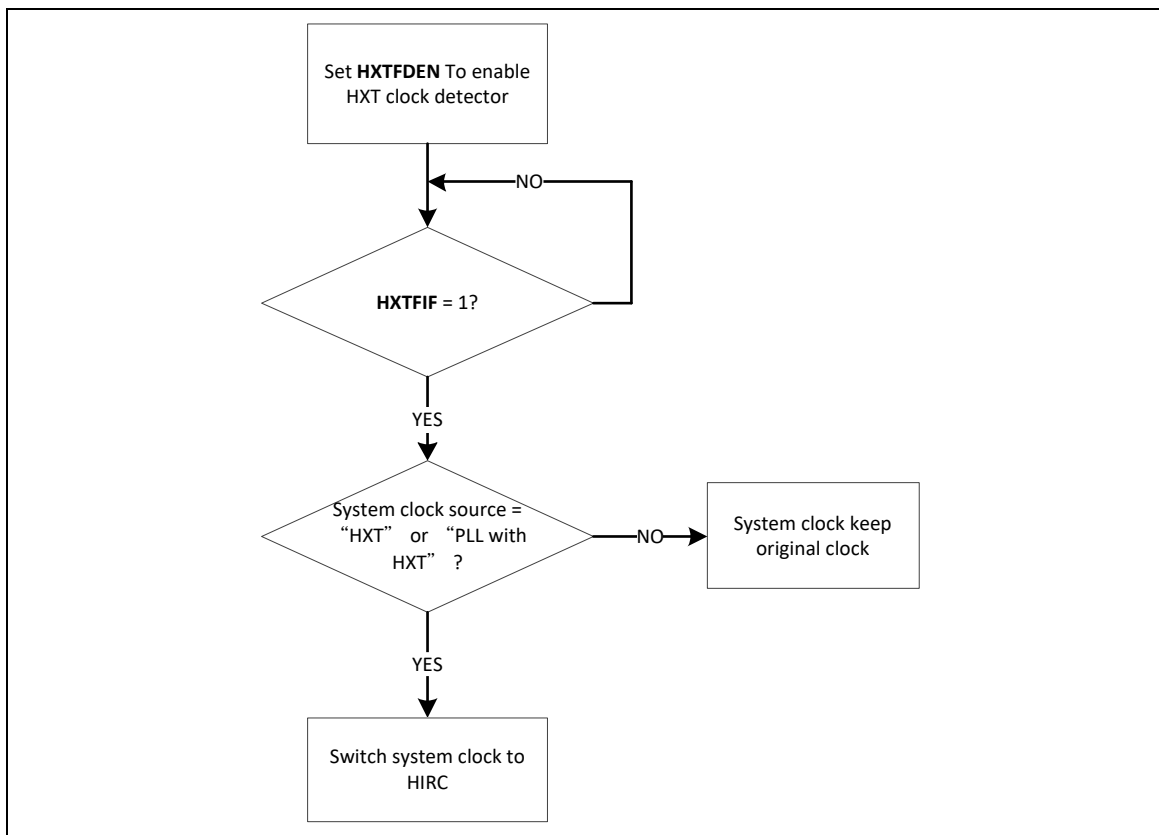 Set HXTFDEN To enable
HXT clock detector
NO
HXTFIF = 1?
YES
System clock source =
“HXT” or “PLL with
HXT” ?
NO
System clock keep
original clock
YES
Switch system clock to
HIRC